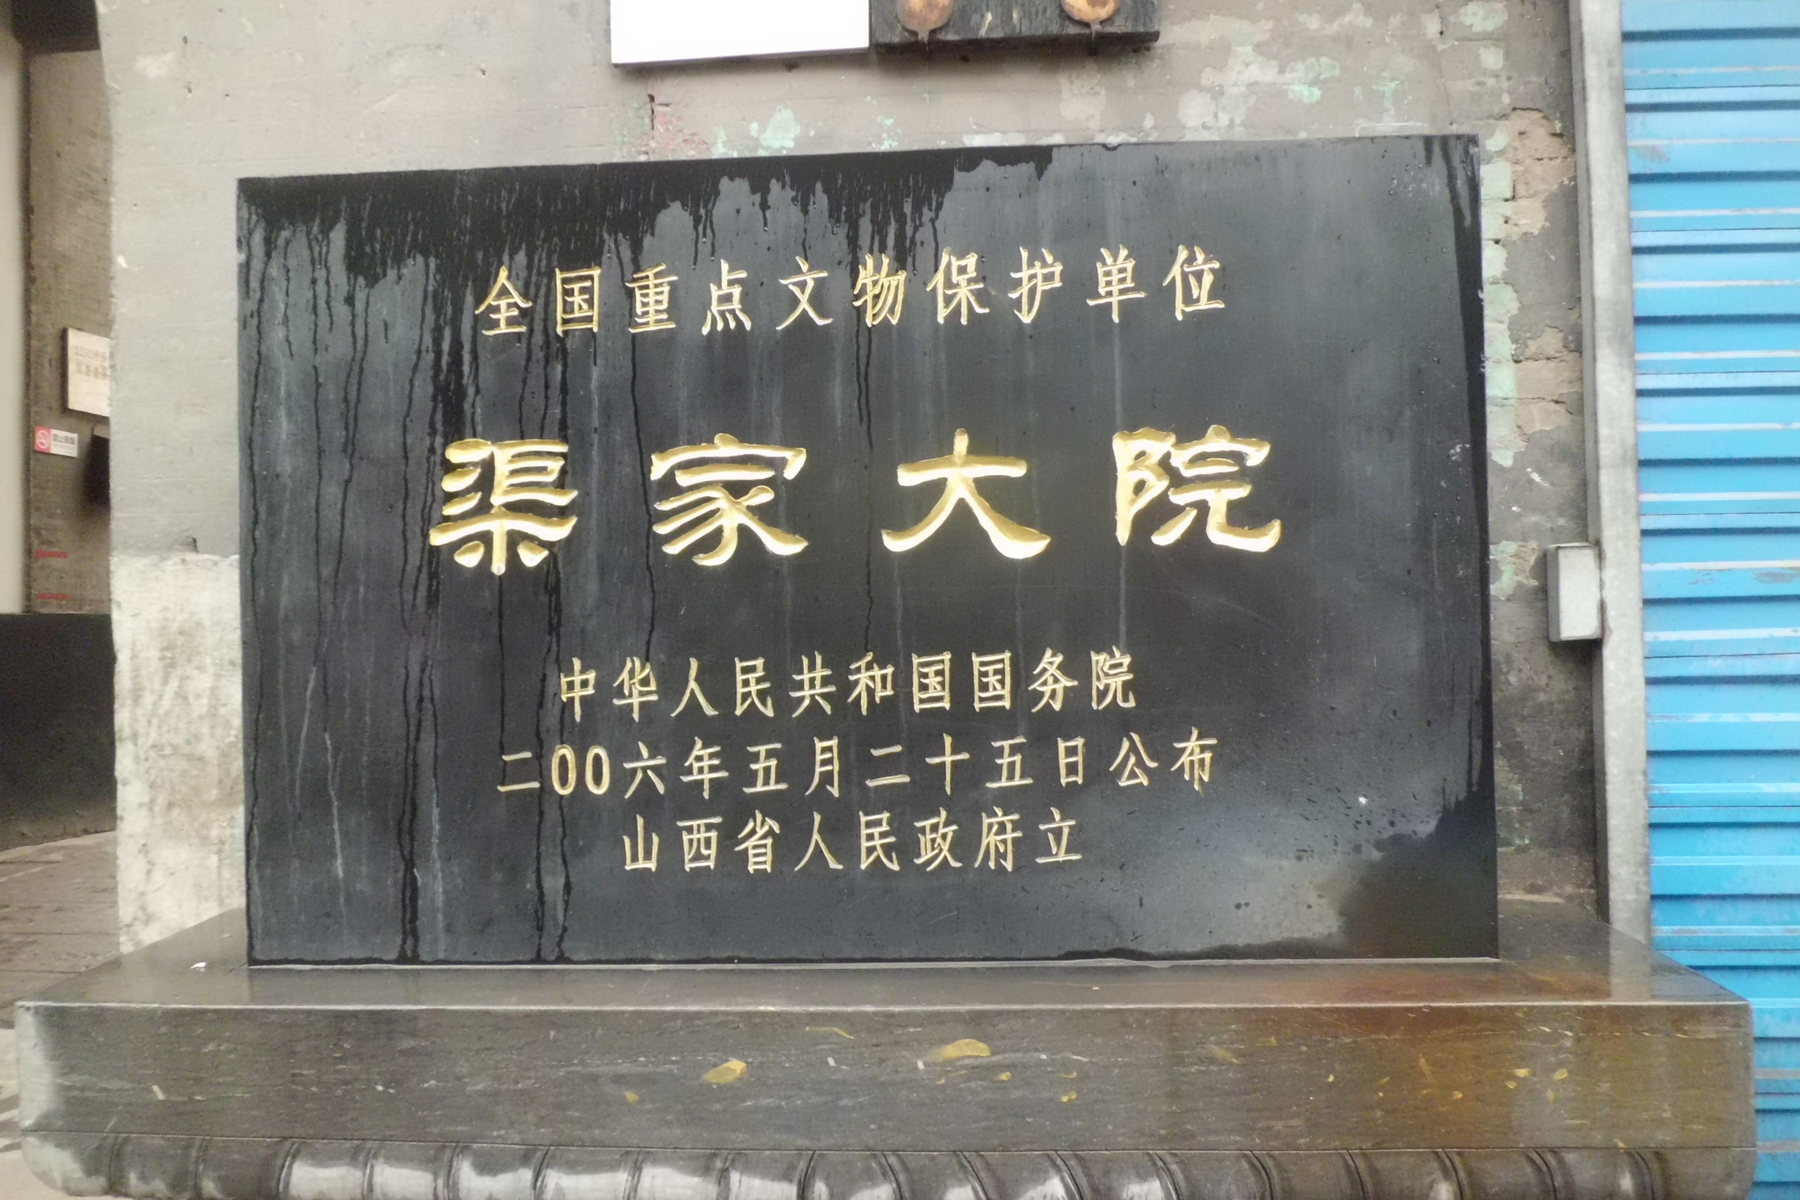 全国重点文物保护单位
渠家大院
中华人民共和国国务院
二00六年五月二十五日公布
山西省人民政府立